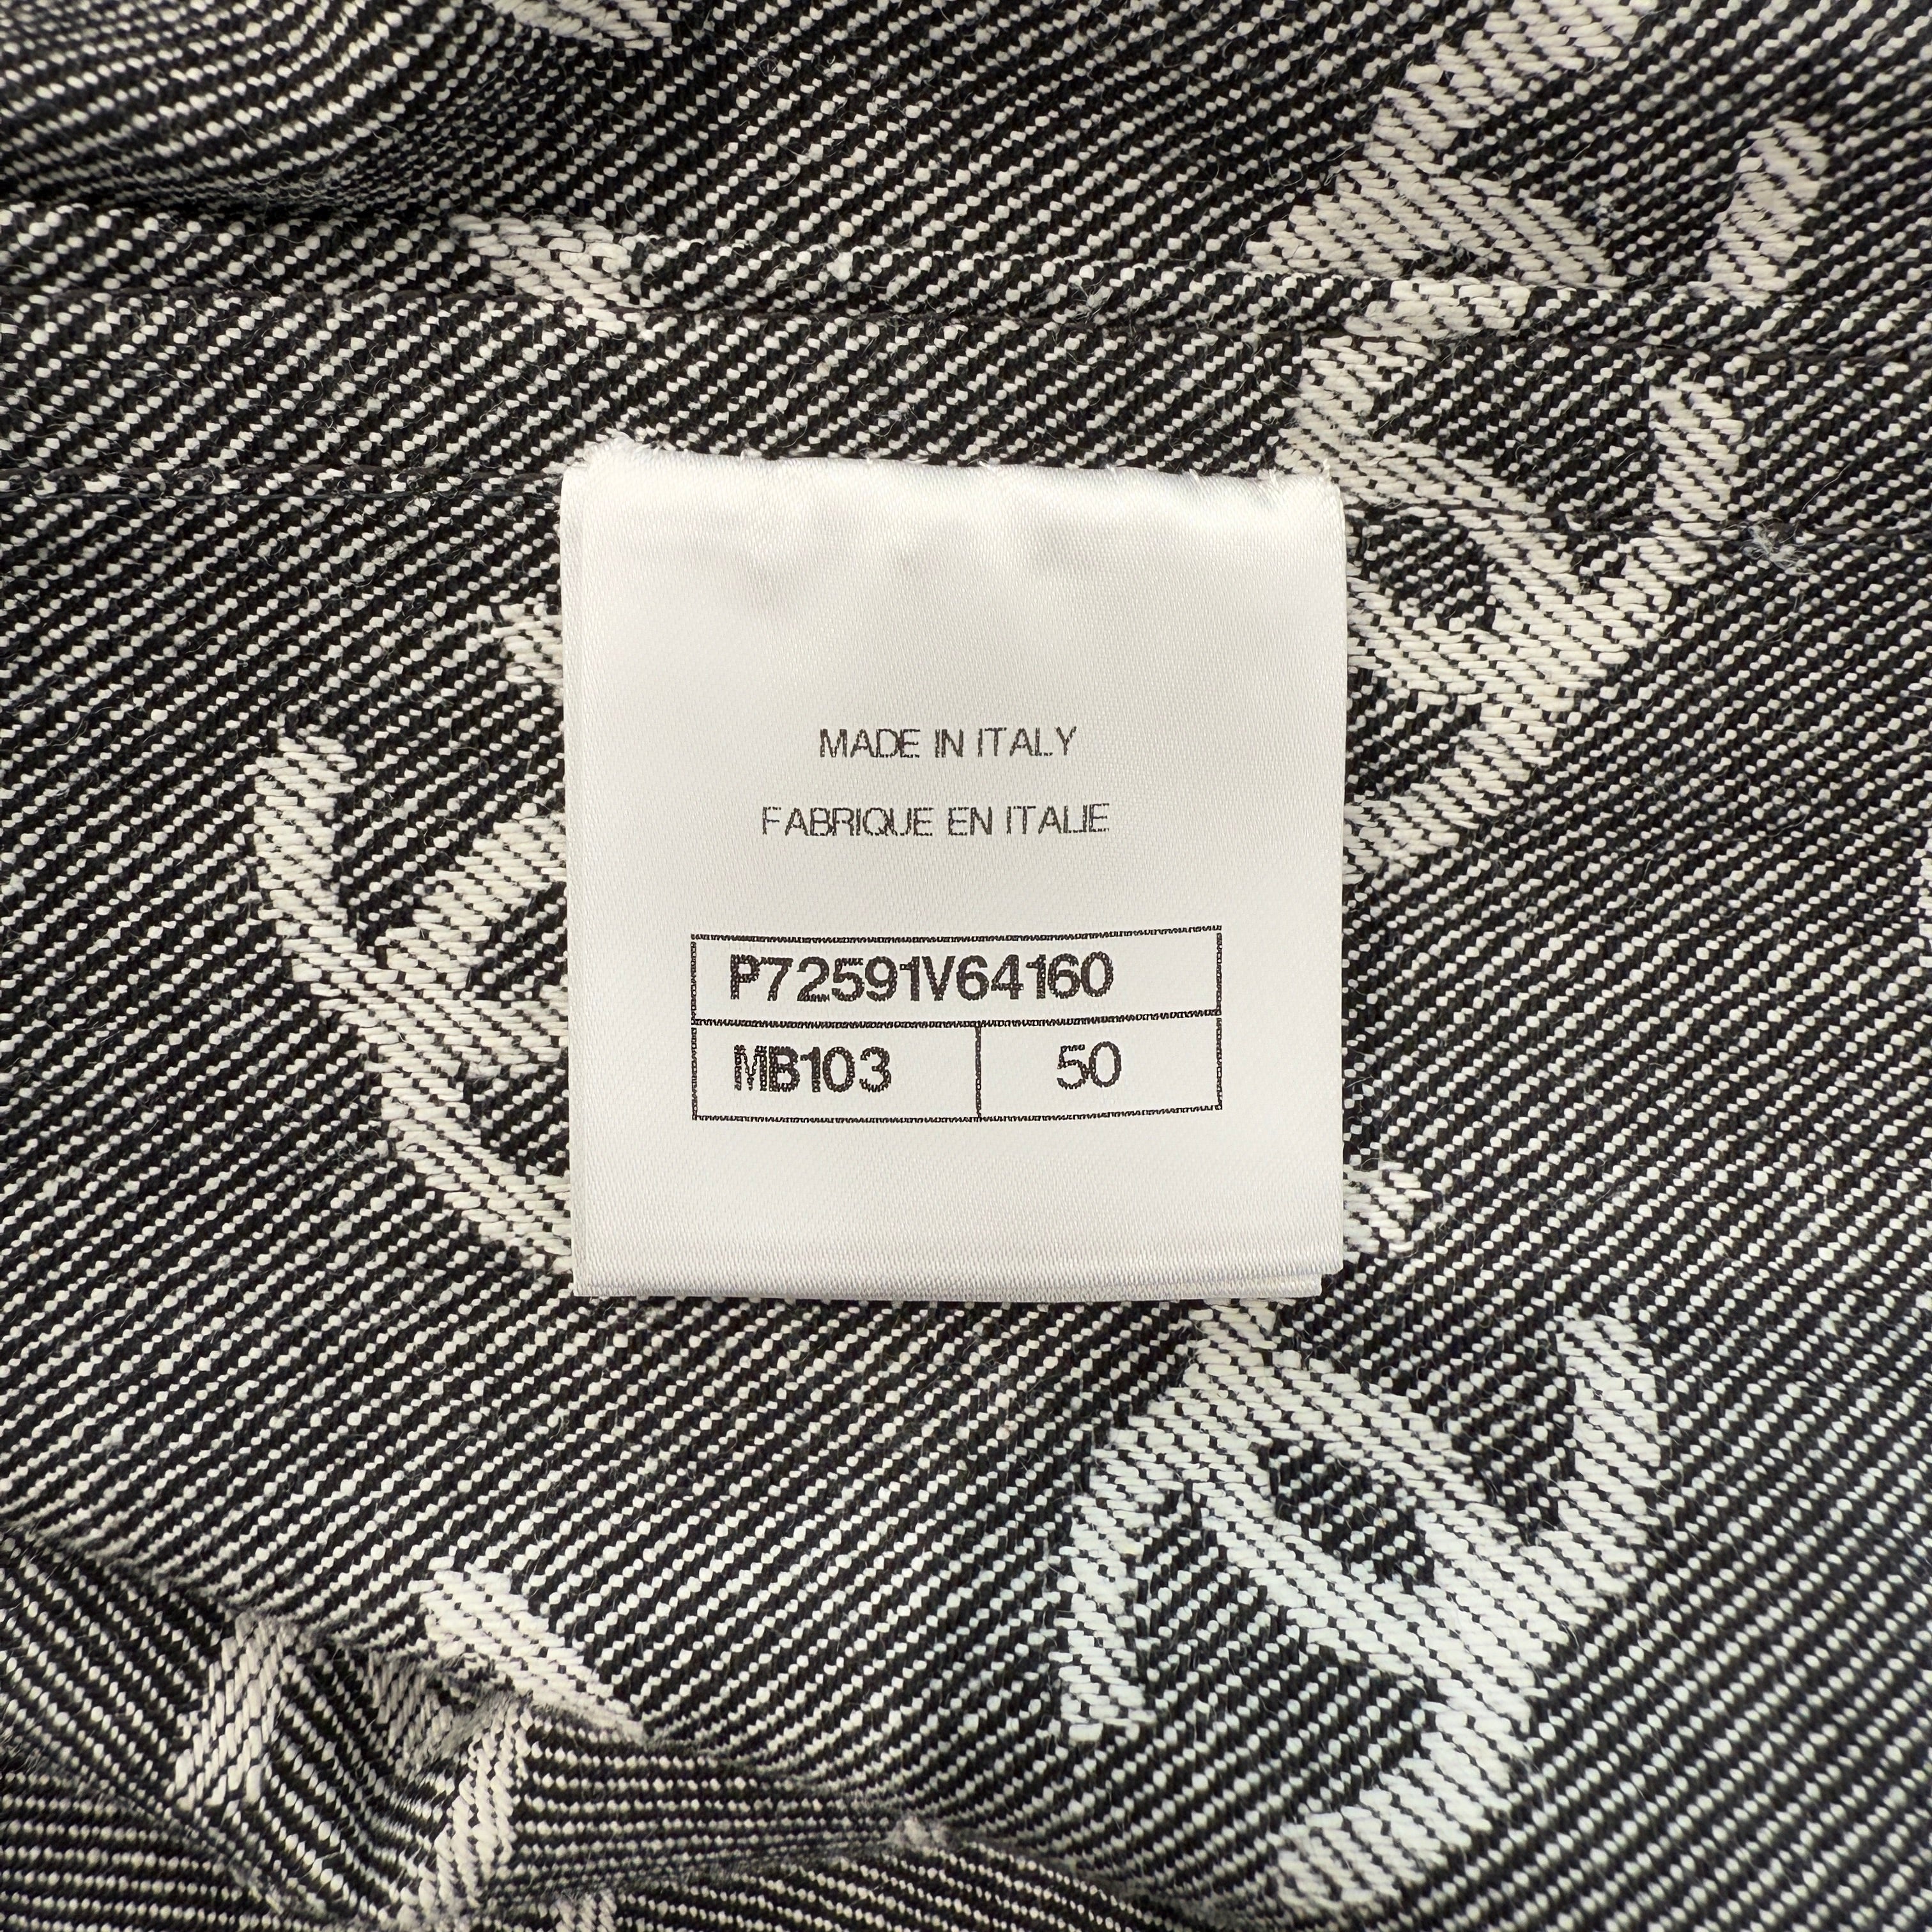 MADE IN ITALY
FABRIQUE EN ITALIE
P72591V64160
MB103 50